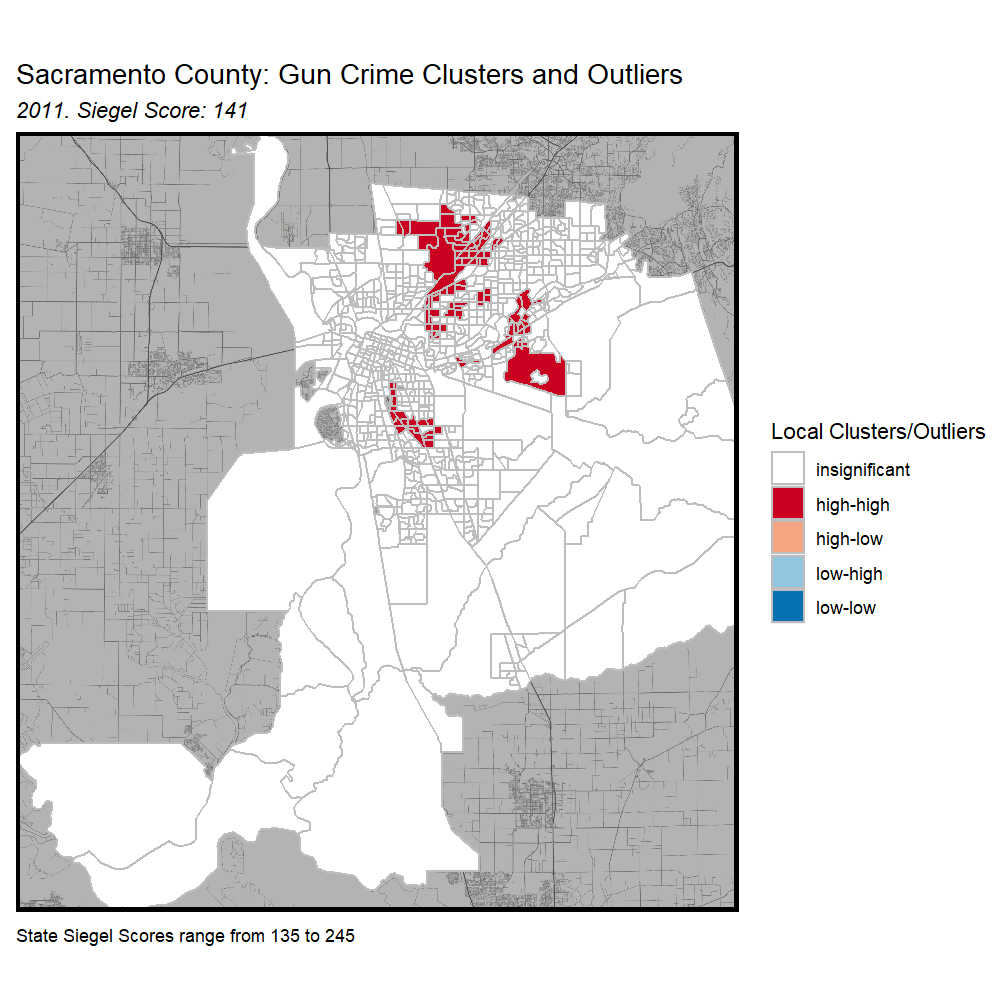 Sacramento County: Gun Crime Clusters and Outliers
2011. Siegel Score: 141
Local Clusters/Outliers
insignificant
high-high
high-low
low-high
low-low
State Siegel Scores range from 135 to 245